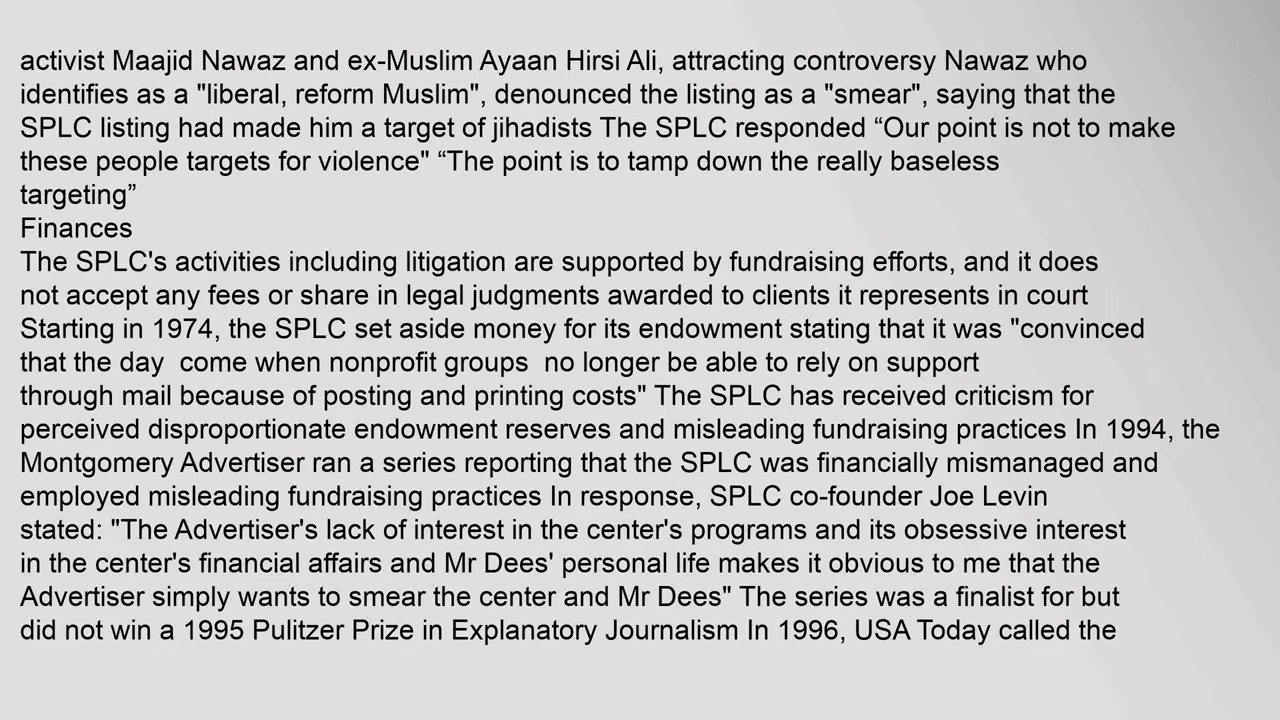 activist Maajid Nawaz and ex-Muslim Ayaan Hirsi Ali, attracting controversy Nawaz who
identifies as a "liberal, reform Muslim", denounced the listing as a "smear", saying that the
SPLC listing had made him a target of jihadists The SPLC responded “Our point is not to make
these people targets for violence" “The point is to tamp down the really baseless
targeting”
Finances
The SPLC's activities including litigation are supported by fundraising efforts, and it does
not accept any fees or share in legal judgments awarded to clients it represents in court
Starting in 1974, the SPLC set aside money for its endowment stating that it was "convinced
that the day  come when nonprofit groups  no longer be able to rely on support
through mail because of posting and printing costs" The SPLC has received criticism for
perceived disproportionate endowment reserves and misleading fundraising practices In 1994, the
Montgomery Advertiser ran a series reporting that the SPLC was financially mismanaged and
employed misleading fundraising practices In response, SPLC co-founder Joe Levin
stated: "The Advertiser's lack of interest in the center's programs and its obsessive interest
in the center's financial affairs and Mr Dees' personal life makes it obvious to me that the
Advertiser simply wants to smear the center and Mr Dees" The series was a finalist for but
did not win a 1995 Pulitzer Prize in Explanatory Journalism In 1996, USA Today called the